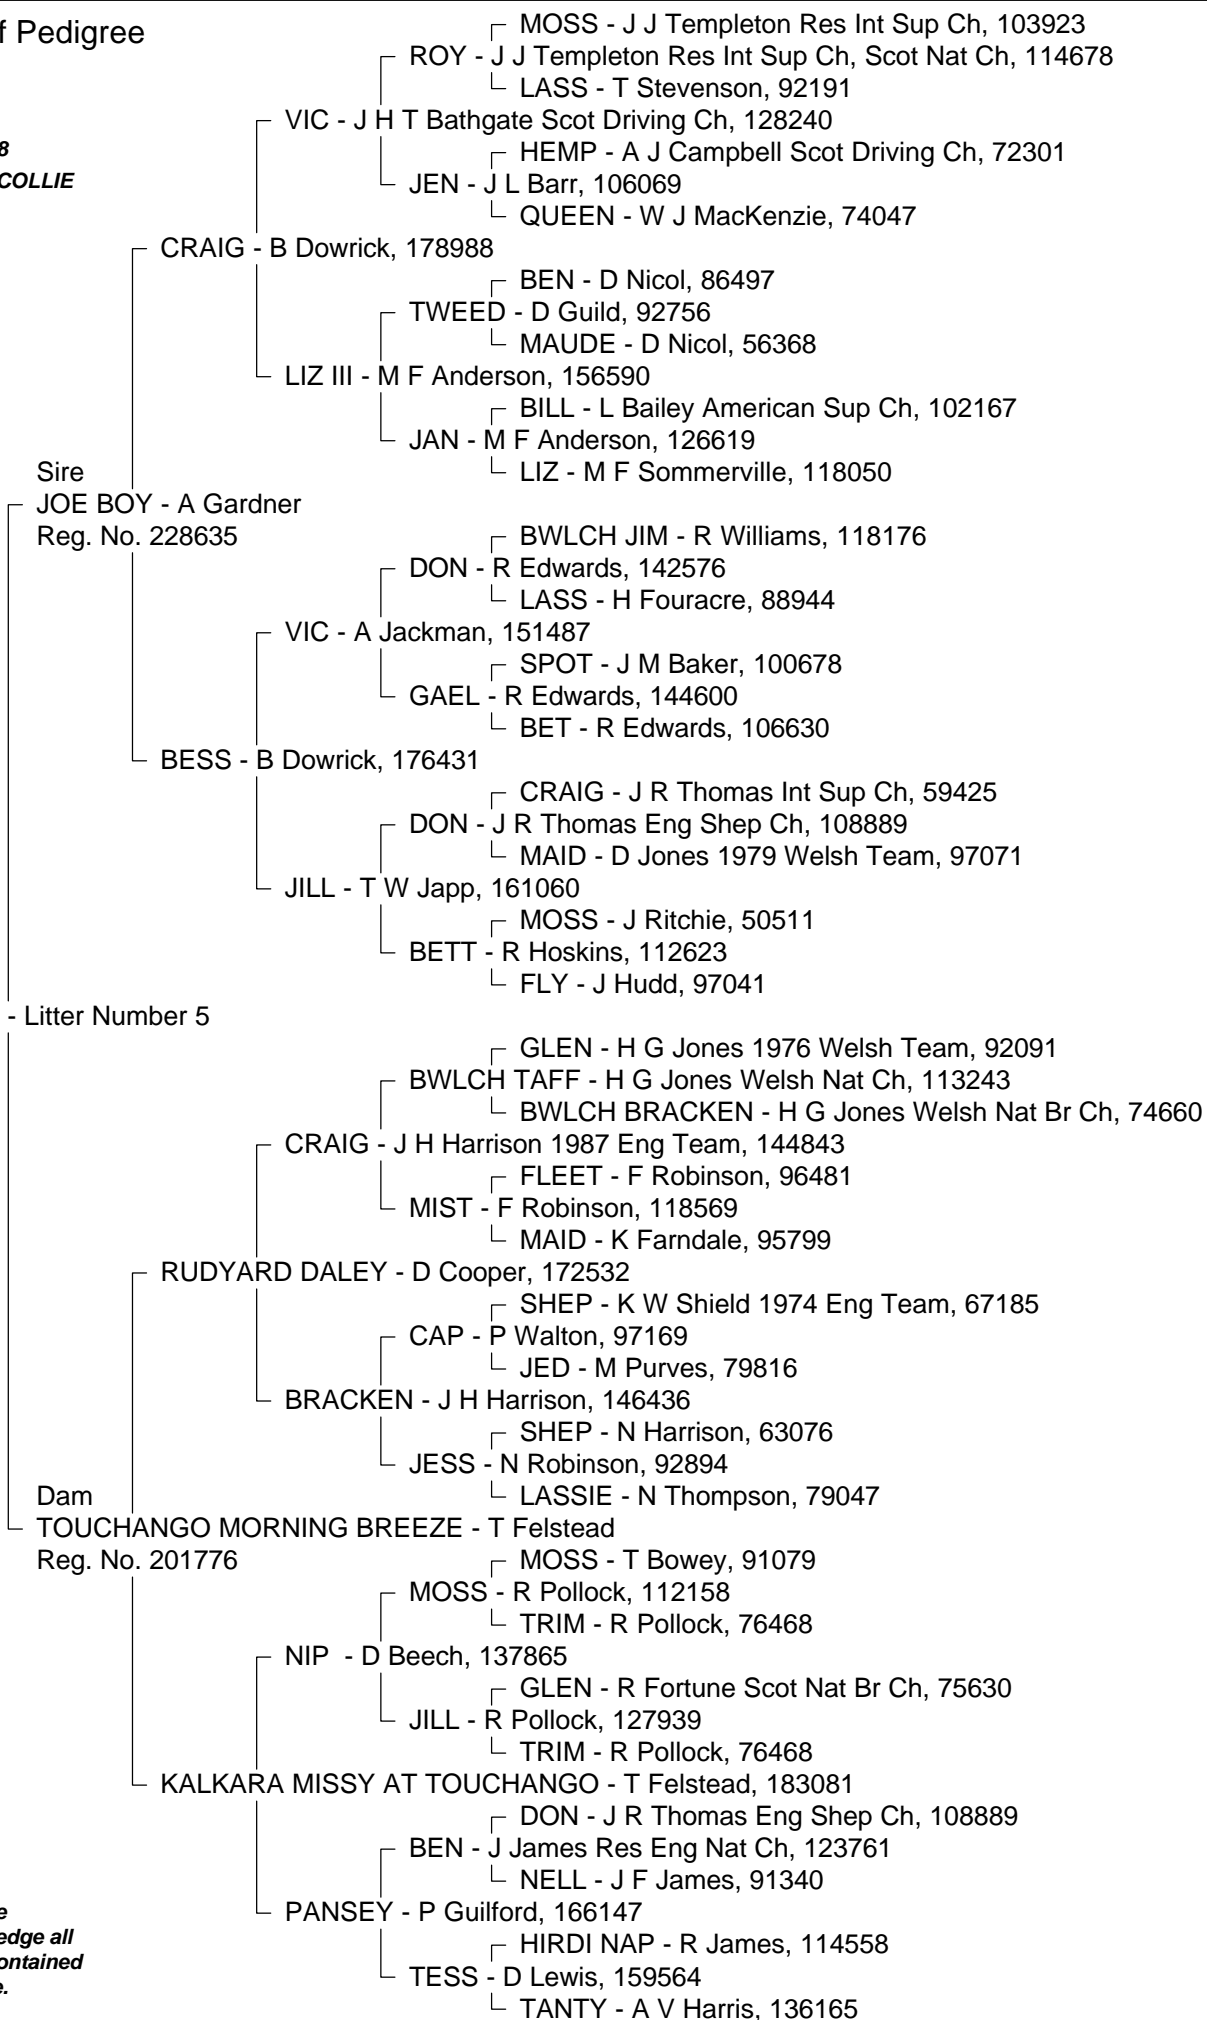 f Pedigree
MOSS - J J Templeton Res Int Sup Ch, 103923
ROY - J J Templeton Res Int Sup Ch, Scot Nat Ch, 114678
LASS - T Stevenson, 92191
VIC - J H T Bathgate Scot Driving Ch, 128240
8
HEMP - A J Campbell Scot Driving Ch, 72301
COLLIE
JEN - J L Barr, 106069
QUEEN - W J MacKenzie, 74047
CRAIG - B Dowrick, 178988
BEN - D Nicol, 86497
TWEED - D Guild, 92756
MAUDE - D Nicol, 56368
LIZ III - M F Anderson, 156590
BILL - L Bailey American Sup Ch, 102167
JAN - M F Anderson, 126619
LIZ - M F Sommerville, 118050
Sire
JOE BOY - A Gardner
Reg. No. 228635
BWLCH JIM - R Williams, 118176
DON - R Edwards, 142576
LASS - H Fouracre, 88944
VIC - A Jackman, 151487
SPOT - J M Baker, 100678
GAEL - R Edwards, 144600
BET - R Edwards, 106630
BESS - B Dowrick, 176431
CRAIG - J R Thomas Int Sup Ch, 59425
DON - J R Thomas Eng Shep Ch, 108889
MAID - D Jones 1979 Welsh Team, 97071
JILL - T W Japp, 161060
MOSS - J Ritchie, 50511
BETT - R Hoskins, 112623
FLY - J Hudd, 97041
- Litter Number 5
GLEN - H G Jones 1976 Welsh Team, 92091
BWLCH TAFF - H G Jones Welsh Nat Ch, 113243
BWLCH BRACKEN - H G Jones Welsh Nat Br Ch, 74660
CRAIG - J H Harrison 1987 Eng Team, 144843
FLEET - F Robinson, 96481
MIST - F Robinson, 118569
MAID - K Farndale, 95799
RUDYARD DALEY - D Cooper, 172532
SHEP - K W Shield 1974 Eng Team, 67185
CAP - P Walton, 97169
JED - M Purves, 79816
BRACKEN - J H Harrison, 146436
SHEP - N Harrison, 63076
JESS - N Robinson, 92894
LASSIE - N Thompson, 79047
Dam
TOUCHANGO MORNING BREEZE - T Felstead
Reg. No. 201776
MOSS - T Bowey, 91079
MOSS - R Pollock, 112158
TRIM - R Pollock, 76468
NIP - D Beech, 137865
GLEN - R Fortune Scot Nat Br Ch, 75630
JILL - R Pollock, 127939
TRIM - R Pollock, 76468
KALKARA MISSY AT TOUCHANGO - T Felstead, 183081
DON - J R Thomas Eng Shep Ch, 108889
BEN - J James Res Eng Nat Ch, 123761
NELL - J F James, 91340
PANSEY - P Guilford, 166147
e
edge all
HIRDI NAP - R James, 114558
ontained
TESS - D Lewis, 159564
e.
TANTY - A V Harris, 136165